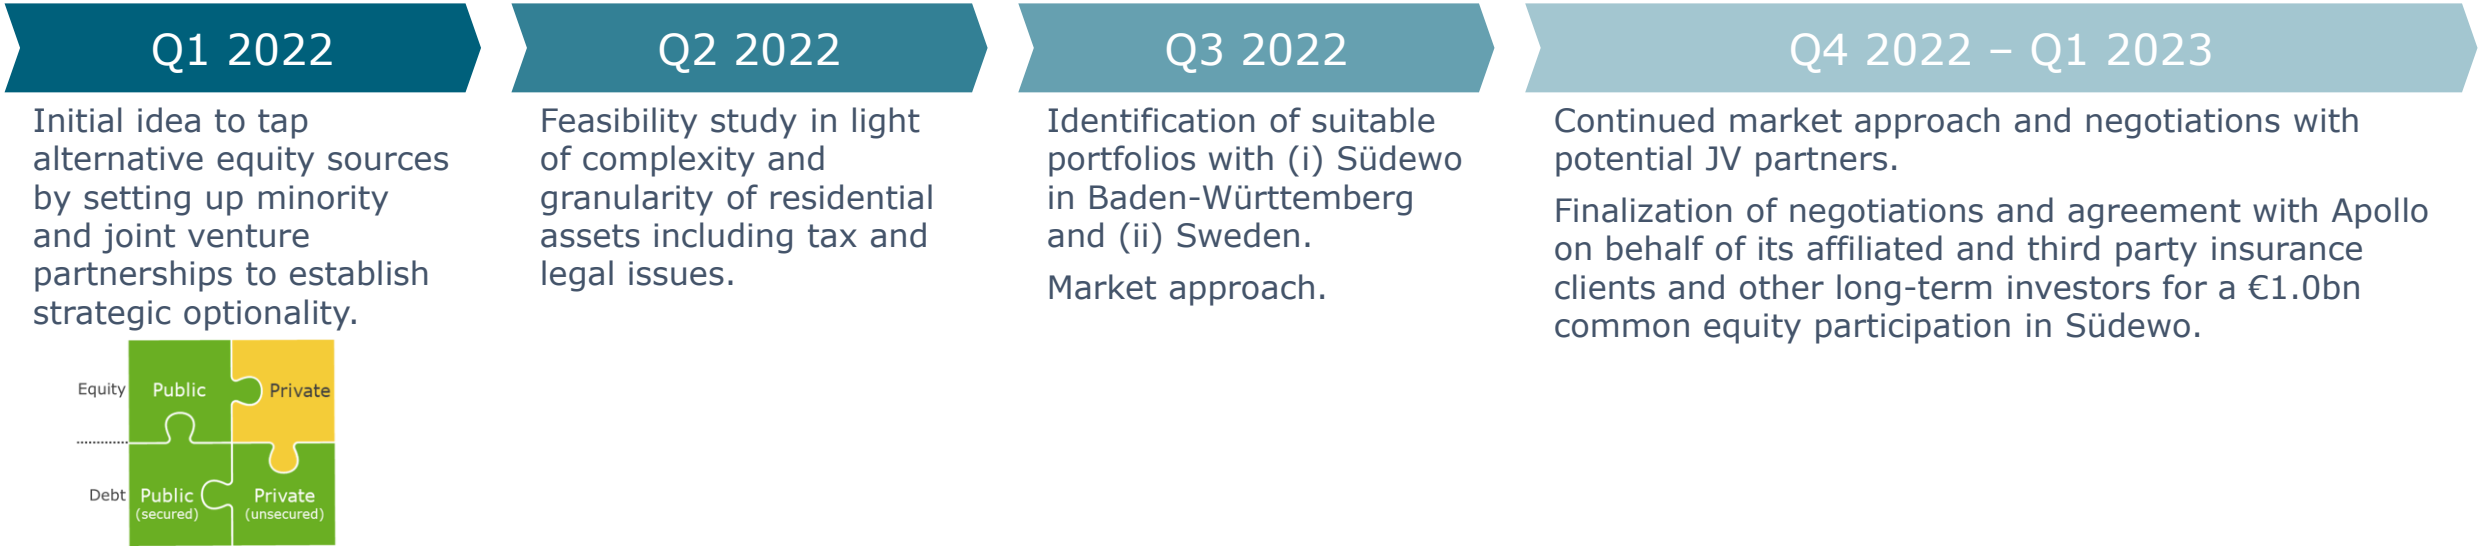 Q1 2022
Initial idea to tap
alternative equity sources
by setting up minority
and joint venture
partnerships to establish
strategic optionality.
Equity
Public
Private
Debt
Public
(secured)
Private
(unsecured)
Q2 2022
Feasibility study in light
of complexity and
granularity of residential
assets including tax and
legal issues.
Q3 2022
Identification of suitable
portfolios with (i) Südewo
in Baden-Württemberg
and (ii) Sweden.
Market approach.
Q4 2022 – Q1 2023
Continued market approach and negotiations with
potential JV partners.
Finalization of negotiations and agreement with Apollo
on behalf of its affiliated and third party insurance
clients and other long-term investors for a €1.0bn
common equity participation in Südewo.